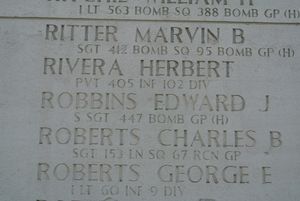 WILLIAM H
1 LT 563 BOMB SQ 388 BOMB GP (H)
RITTER MARVIN B
SGT 412 BOMB SQ 95 BOMB GP (H)
RIVERA HERBERT
PVT 405 INF 102 DIV
ROBBINS EDWARD J
S SGT 447 BOMB GP (H)
ROBERTS CHARLES B
SGT 153 LN SQ 67 RCN GP
ROBERTS GEORGE E
1 LT 60 INF 9 DIV